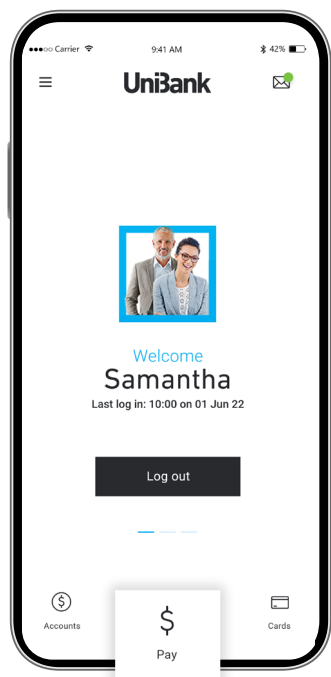 Carrier 9:41 AM 42%
UniBank
Welcome
Samantha
Last log in: 10:00 on 01 Jun 22
Log out
$ $
Accounts Pay Cards